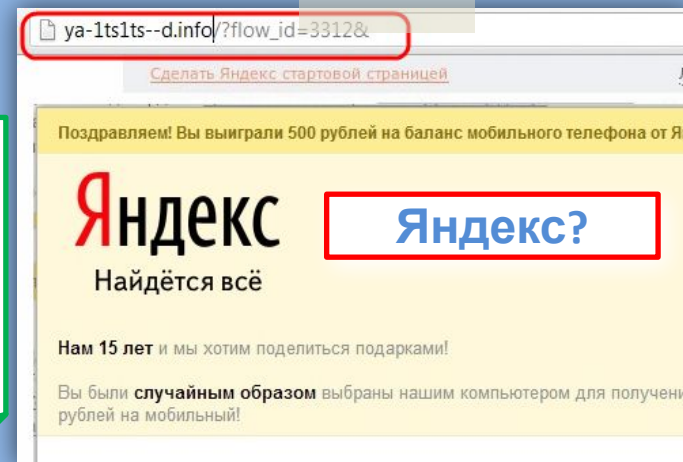 ya-1ts1ts--d.info/?flow_id=3312&
Сделать Яндекс стартовой страницей
Поздравляем! Вы выиграли 500 рублей на баланс мобильного телефона от
Яндекс
Яндекс?
Найдётся всё
Нам 15 лет и мы хотим поделиться подарками!
Вы были случайным образом выбраны нашим компьютером для
рублей на мобильный!